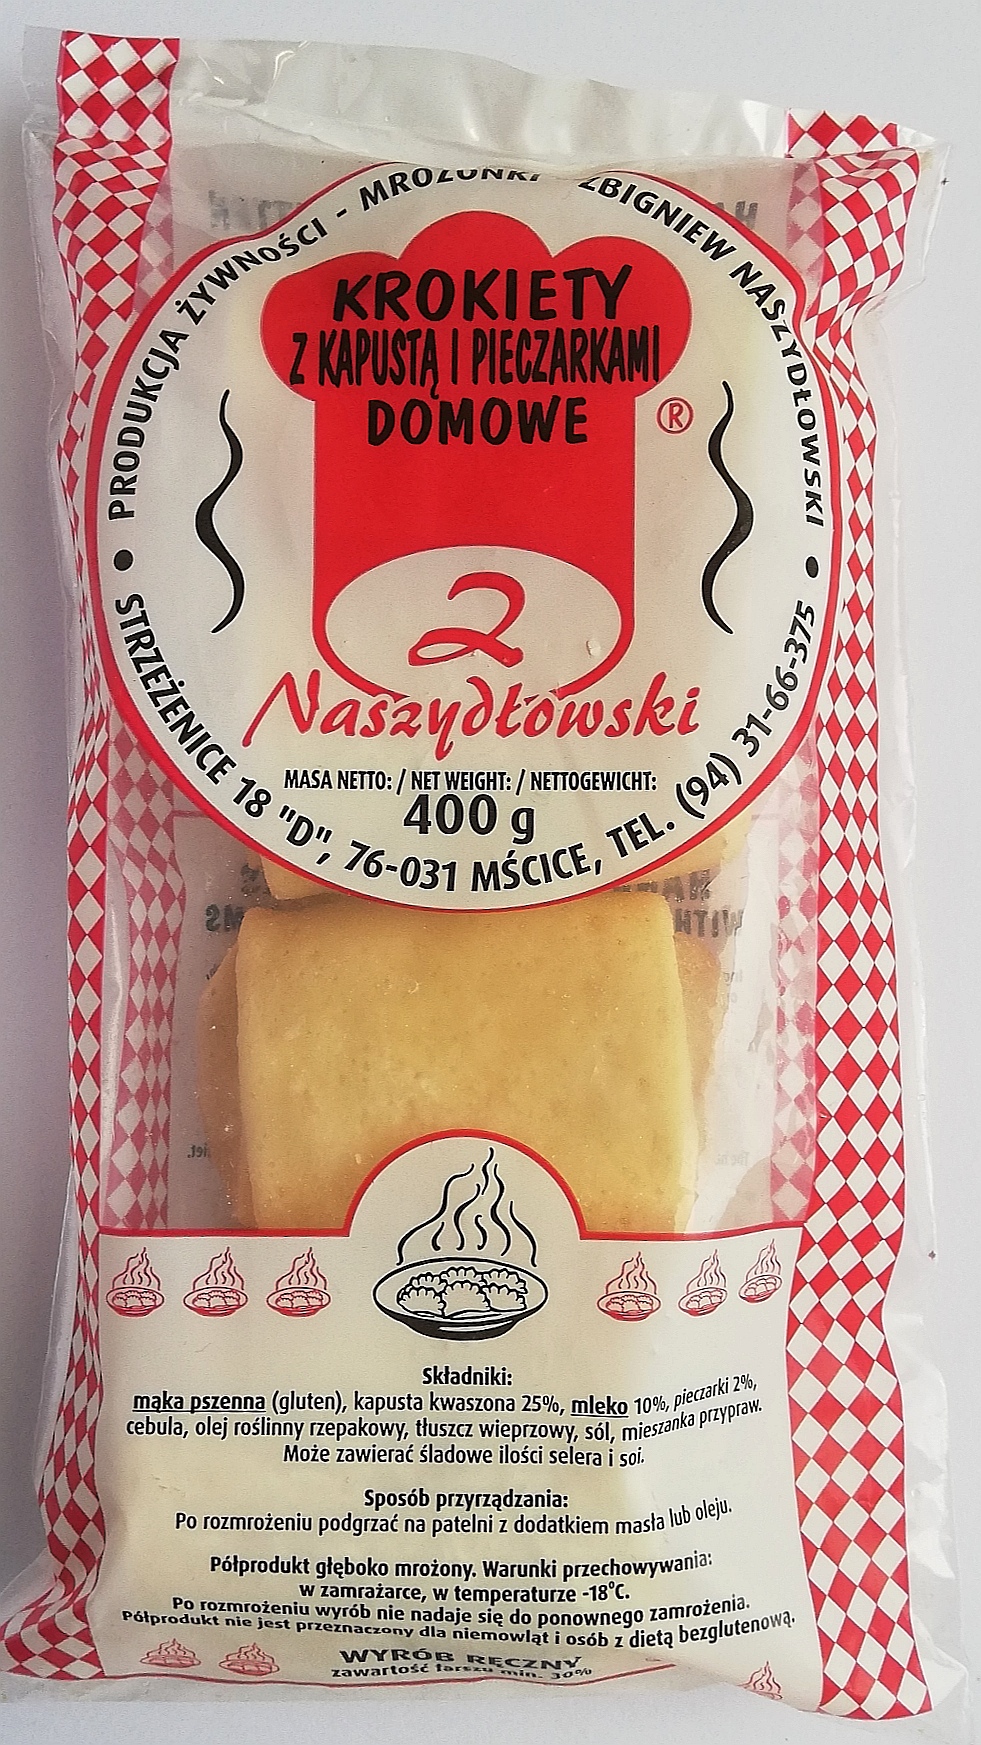 PRODUKCJA ŻYWNOŚCI - MROŻONKI ZBIGNIEW NASZYDŁOWSKI
KROKIETY
Z KAPUSTĄ I PIECZARKAMI
DOMOWE
®
2
Naszydłowski
MASA NETTO: / NET WEIGHT: / NETTOGEWICHT:
400 g
• STRZEŻENICE 18 "D", 76-031 MŚCICE, TEL. (94) 31-66-375 •
Składniki:
mąka pszenna (gluten), kapusta kwaszona 25%, mleko 10%, pieczarki 2%,
cebula, olej roślinny rzepakowy, tłuszcz wieprzowy, sól, mieszanka przypraw.
Może zawierać śladowe ilości selera i soi.
Sposób przyrządzania:
Po rozmrożeniu podgrzać na patelni z dodatkiem masła lub oleju.
Półprodukt głęboko mrożony. Warunki przechowywania:
w zamrażarce, w temperaturze -18°C.
Po rozmrożeniu wyrób nie nadaje się do ponownego zamrożenia.
Półprodukt nie jest przeznaczony dla niemowląt i osób z dietą bezglutenową.
WYRÓB RĘCZNY
zawartość farszu min. 30%